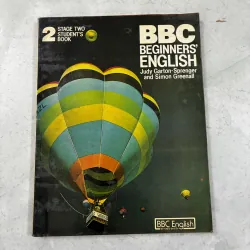 2 STAGE TWO
STUDENT'S
BOOK
BBC
BEGINNERS'
ENGLISH
Judy Garton-Sprenger
and Simon Greenall
BBC English